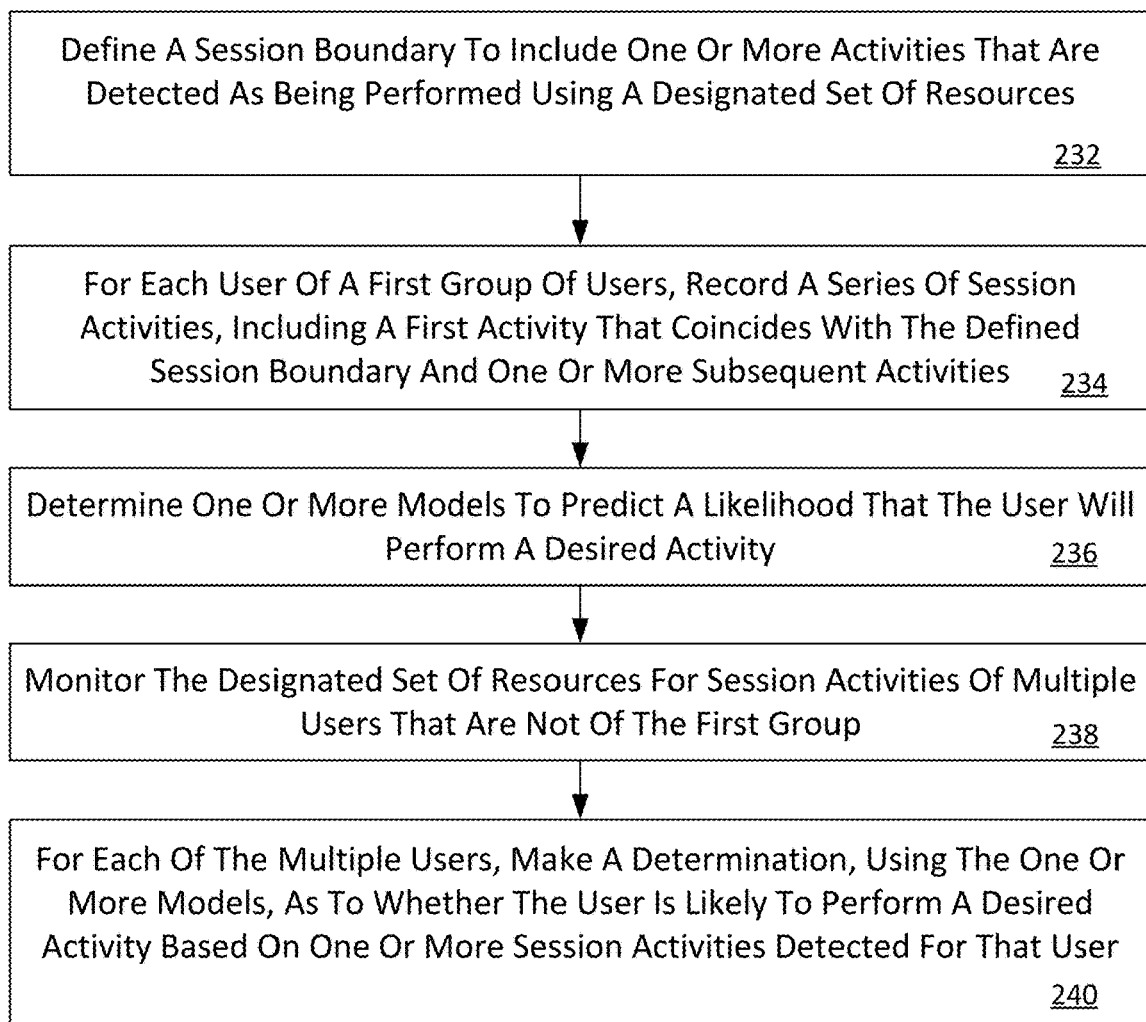 Define A Session Boundary To Include One Or More Activities That Are
Detected As Being Performed Using A Designated Set Of Resources
232
For Each User Of A First Group Of Users, Record A Series Of Session
Activities, Including A First Activity That Coincides With The Defined
Session Boundary And One Or More Subsequent Activities
234
Determine One Or More Models To Predict A Likelihood That The User Will
Perform A Desired Activity
236
Monitor The Designated Set Of Resources For Session Activities Of Multiple
Users That Are Not Of The First Group
238
For Each Of The Multiple Users, Make A Determination, Using The One Or
More Models, As To Whether The User Is Likely To Perform A Desired
Activity Based On One Or More Session Activities Detected For That User
240